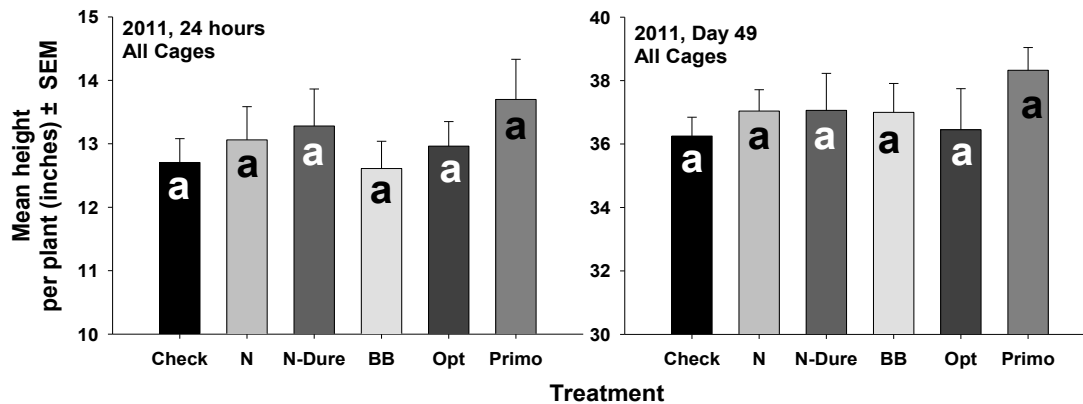 Mean height
per plant (inches) ± SEM
2011, 24 hours
All Cages
15
14
13
12
11
10
a
a
a
a
a
a
Check N N-Dure BB Opt Primo
2011, Day 49
All Cages
40
38
36
34
32
30
a
a
a
a
a
a
Check N N-Dure BB Opt Primo
Treatment